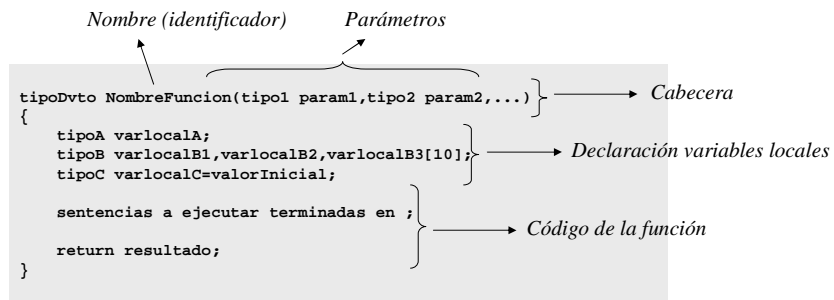 Nombre (identificador) Parámetros
tipoDvto NombreFuncion(tipo1 param1,tipo2 param2,...) Cabecera
{
tipoA varlocalA;
tipoB varlocalB1,varlocalB2,varlocalB3[10]; Declaración variables locales
tipoC varlocalC=valorInicial;
sentencias a ejecutar terminadas en ;
Código de la función
return resultado;
}